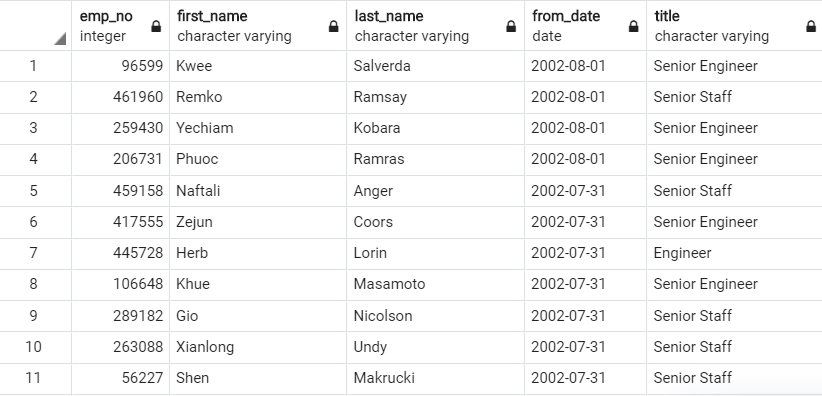 emp_no first_name last_name from_date title
integer character varying character varying date character varying
1 96599 Kwee Salverda 2002-08-01 Senior Engineer
2 461960 Remko Ramsay 2002-08-01 Senior Staff
3 259430 Yechiam Kobara 2002-08-01 Senior Engineer
4 206731 Phuoc Ramras 2002-08-01 Senior Engineer
5 459158 Naftali Anger 2002-07-31 Senior Staff
6 417555 Zejun Coors 2002-07-31 Senior Engineer
7 445728 Herb Lorin 2002-07-31 Engineer
8 106648 Khue Masamoto 2002-07-31 Senior Engineer
9 289182 Gio Nicolson 2002-07-31 Senior Staff
10 263088 Xianlong Undy 2002-07-31 Senior Staff
11 56227 Shen Makrucki 2002-07-31 Senior Staff